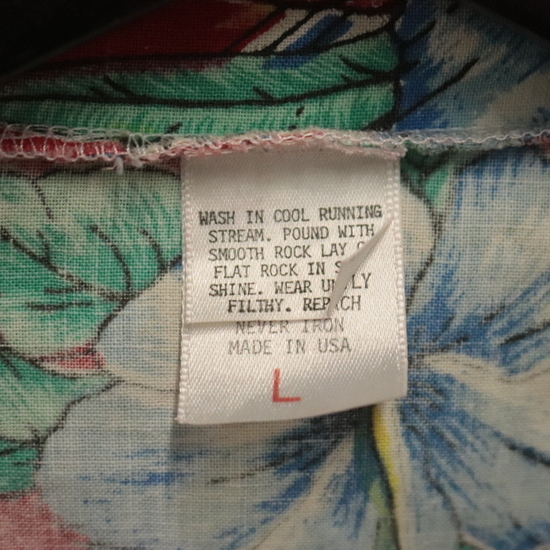 WASH IN COOL RUNNING
STREAM. POUND WITH
SMOOTH ROCK LAY
FLAT ROCK IN
SHINE. WEAR
FILTHY.
NEVER IRON
MADE IN USA
L